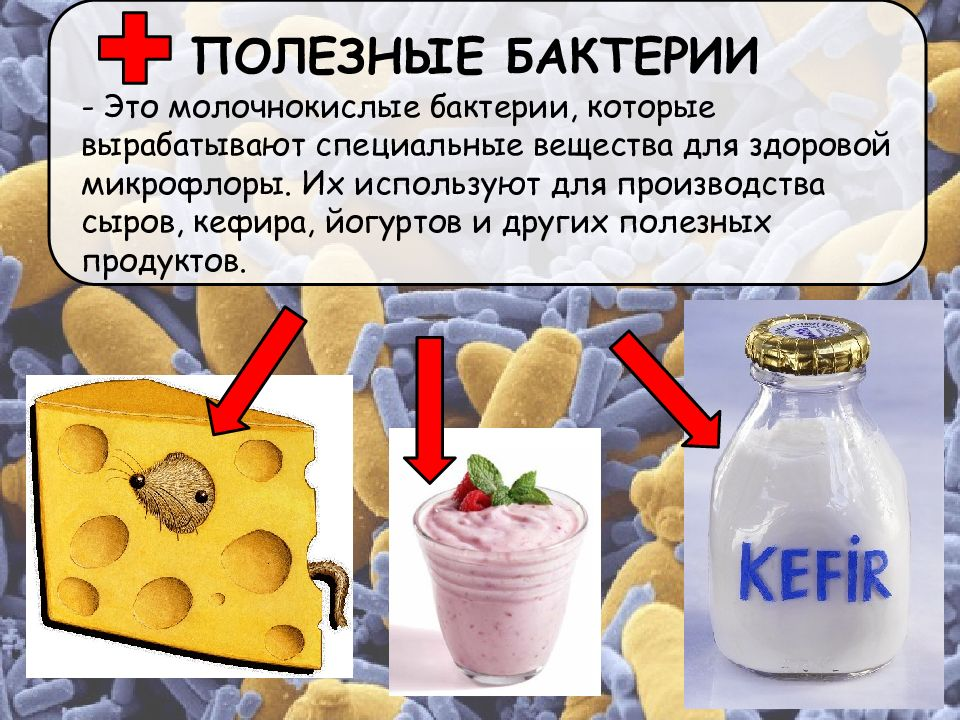 ПОЛЕЗНЫЕ БАКТЕРИИ
- Это молочнокислые бактерии, которые
вырабатывают специальные вещества для здоровой
микрофлоры. Их используют для производства
сыров, кефира, йогуртов и других полезных
продуктов.
KEFİR